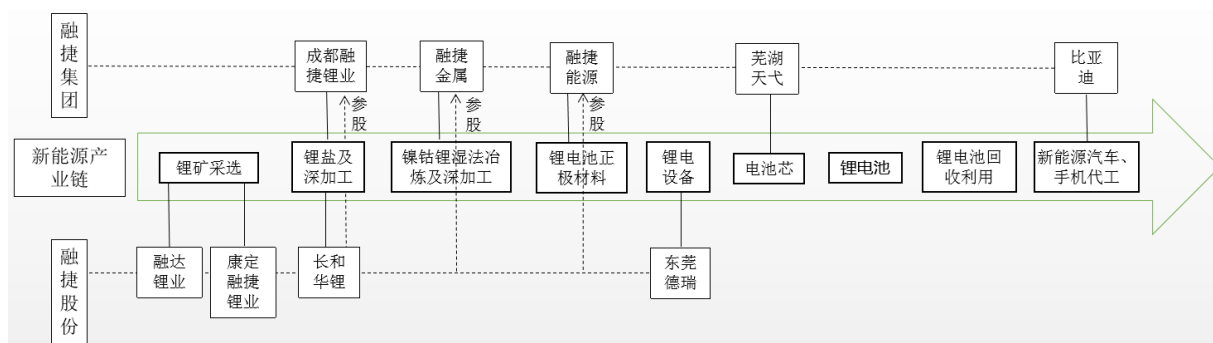 融
捷
集
团
成都融
捷锂业
融捷
金属
融捷
能源
芜湖
天弋
比亚
迪
参
股
参
股
参
股
新能源产
业链
锂矿采选
锂盐及
深加工
镍钴锂湿法冶
炼及深加工
锂电池正
极材料
锂电
设备
电池芯
锂电池
锂电池回
收利用
新能源汽车、
手机代工
融
捷
股
份
融达
锂业
康定
融捷
锂业
长和
华锂
东莞
德瑞